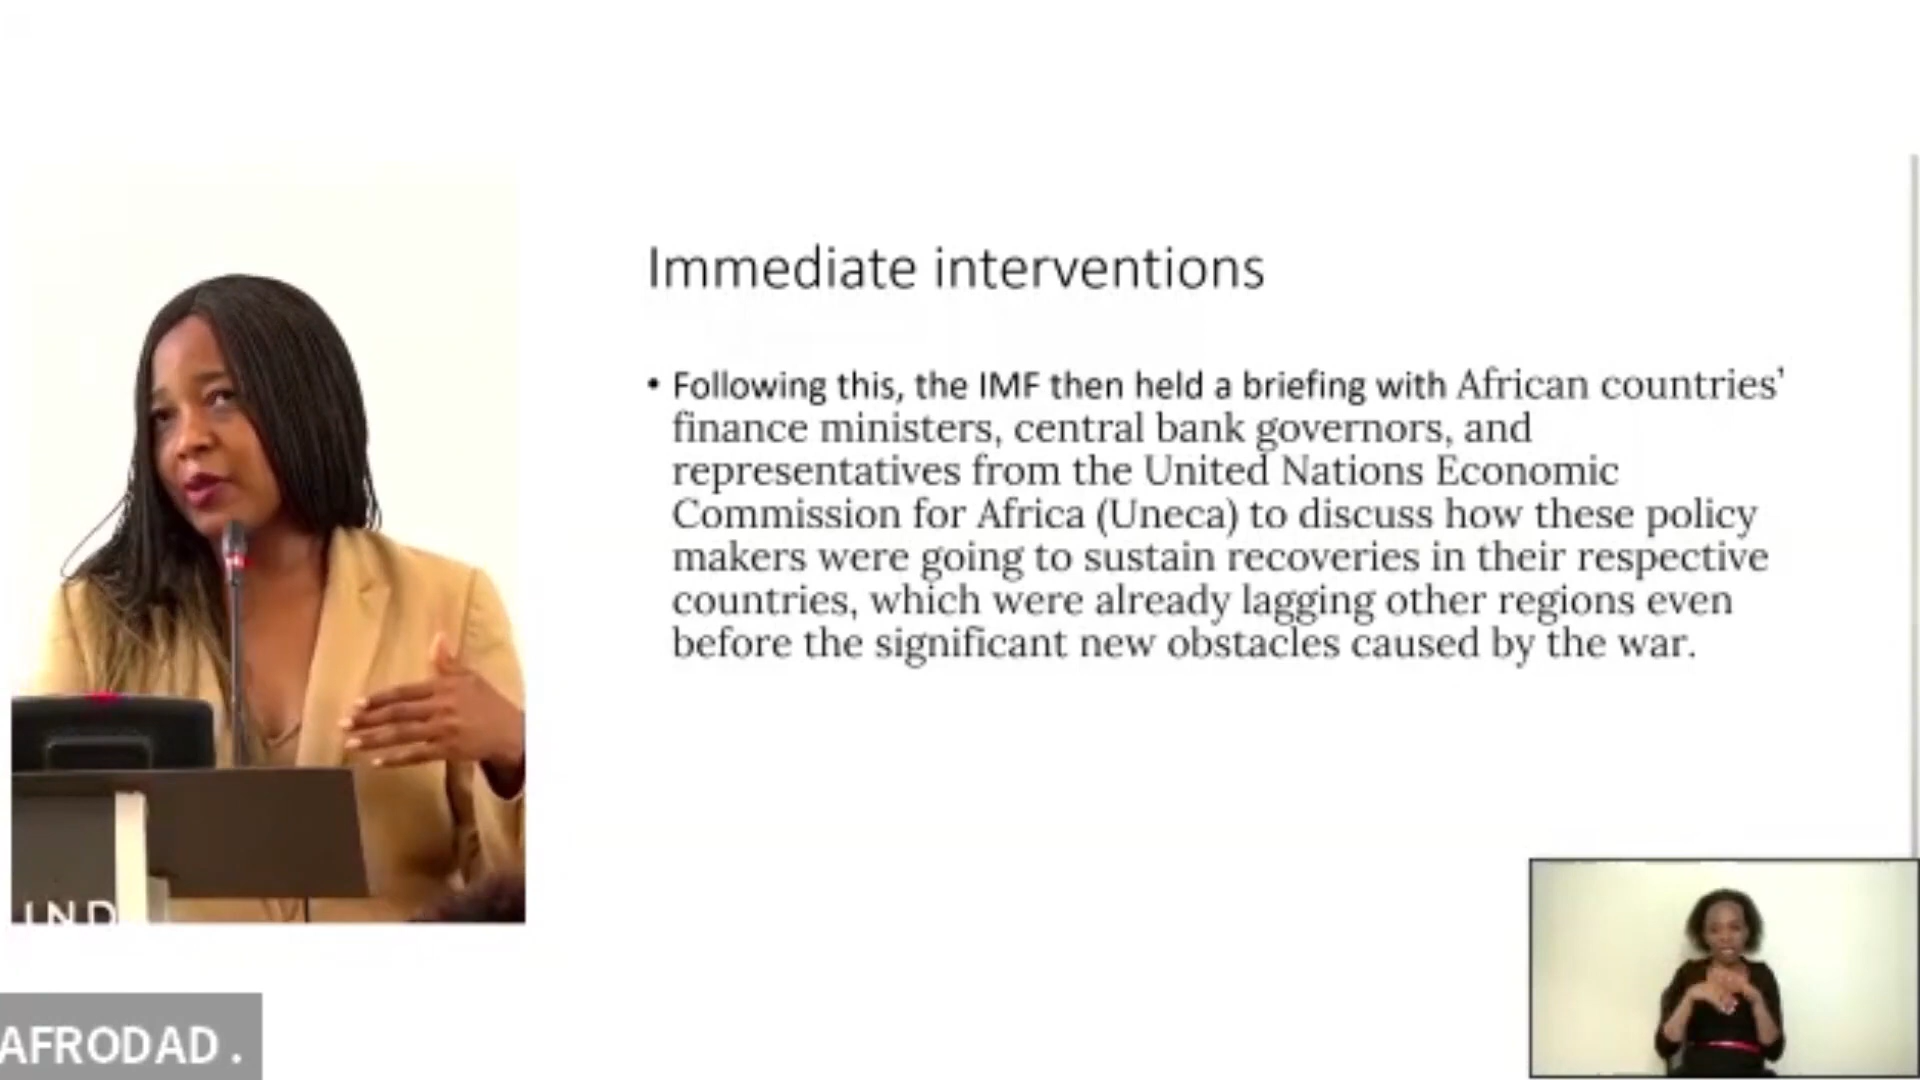 Immediate interventions
• Following this, the IMF then held a briefing with African countries’
finance ministers, central bank governors, and
representatives from the United Nations Economic
Commission for Africa (Uneca) to discuss how these policy
makers were going to sustain recoveries in their respective
countries, which were already lagging other regions even
before the significant new obstacles caused by the war.
IND
AFRODAD .